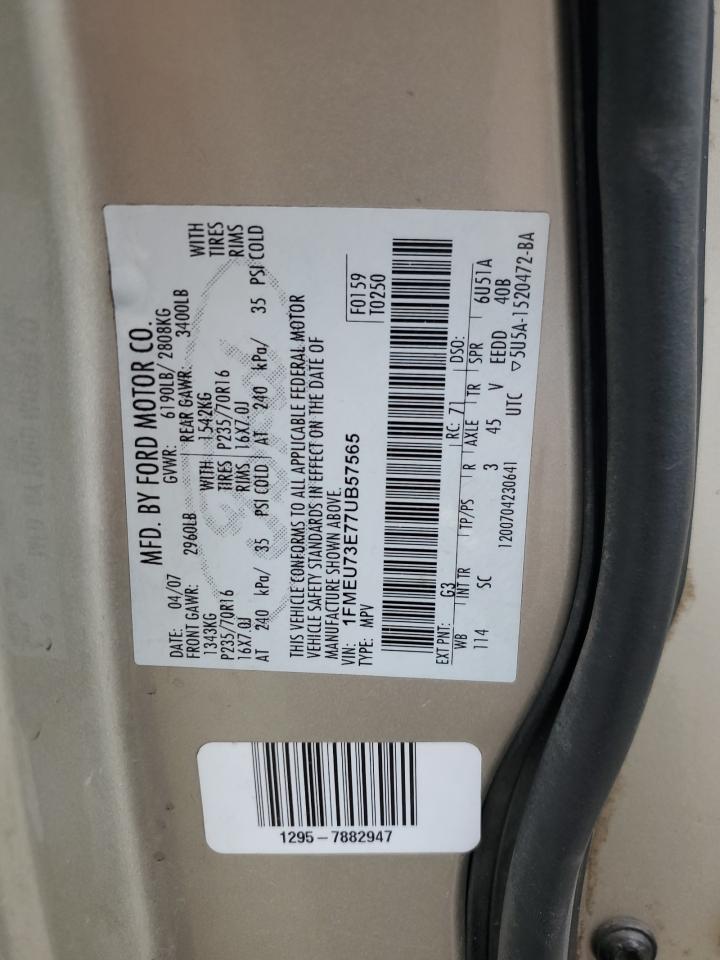 MFD. BY FORD MOTOR CO.
DATE: 04/07 GVWR: 6190LB/ 2808KG
FRONT GAWR: 2960LB REAR GAWR: 3400LB
1343KG WITH 1542KG WITH
P235/70R16 TIRES P235/70R16 TIRES
16X7.0J RIMS 16X7.0J RIMS
AT 240 kPa/ 35 PSI COLD AT 240 kPa/ 35 PSI COLD
THIS VEHICLE CONFORMS TO ALL APPLICABLE FEDERAL MOTOR
VEHICLE SAFETY STANDARDS IN EFFECT ON THE DATE OF
MANUFACTURE SHOWN ABOVE.
VIN: 1FMEU73E77UB57565
TYPE: MPV
F0159
T0250
EXT PNT: G3 RC: 71 DSO:
WB INT TR TP/PS R AXLE TR SPR 6U51A
114 SC 3 45 V EEDD 40B
1200704230641 UTC ▽5U5A-1520472-BA
1295-7882947